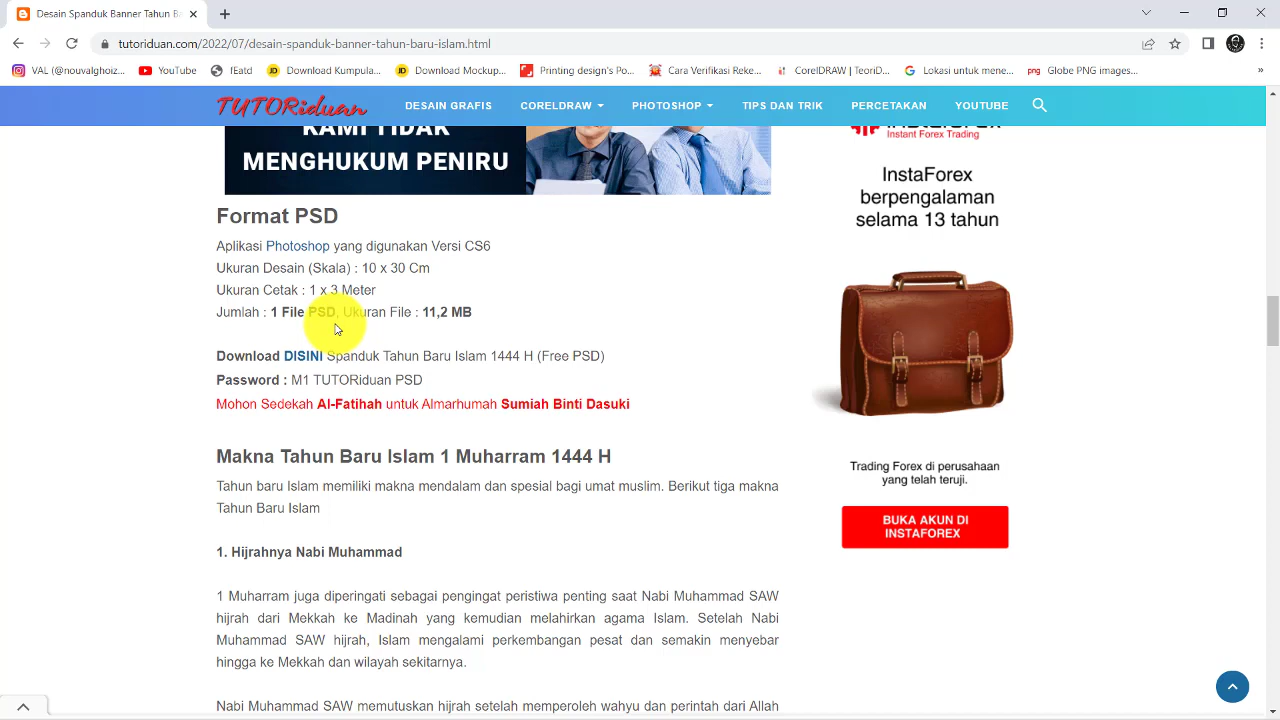 Desain Spanduk Banner Tahun B
tutoriduan.com/2022/07/desain-spanduk-banner-tahun-baru-islam.html
VAL (@nouvalghoiz...
YouTube
fEatd
Download Kumpula...
Download Mockup...
Printing design's Po...
Cara Verifikasi Reke...
CorelDRAW | TeoriD...
Lokasi untuk mene...
Globe PNG images...
»
TUTORiduan
DESAIN GRAFIS
CORELDRAW
PHOTOSHOP
TIPS DAN TRIK
PERCETAKAN
YOUTUBE
KAMI TIDAK
MENGHUKUM PENIRU
Instant Forex Trading
InstaForex
berpengalaman
selama 13 tahun
Trading Forex di perusahaan
yang telah teruji.
BUKA AKUN DI
INSTAFOREX
Format PSD
Aplikasi Photoshop yang digunakan Versi CS6
Ukuran Desain (Skala) : 10 x 30 Cm
Ukuran Cetak : 1 x 3 Meter
Jumlah : 1 File PSD, Ukuran File : 11,2 MB
Download DISINI Spanduk Tahun Baru Islam 1444 H (Free PSD)
Password : M1 TUTORiduan PSD
Mohon Sedekah Al-Fatihah untuk Almarhumah Sumiah Binti Dasuki
Makna Tahun Baru Islam 1 Muharram 1444 H
Tahun baru Islam memiliki makna mendalam dan spesial bagi umat muslim. Berikut tiga makna
Tahun Baru Islam
1. Hijrahnya Nabi Muhammad
1 Muharram juga diperingati sebagai pengingat peristiwa penting saat Nabi Muhammad SAW
hijrah dari Mekkah ke Madinah yang kemudian melahirkan agama Islam. Setelah Nabi
Muhammad SAW hijrah, Islam mengalami perkembangan pesat dan semakin menyebar
hingga ke Mekkah dan wilayah sekitarnya.
Nabi Muhammad SAW memutuskan hijrah setelah memperoleh wahyu dan perintah dari Allah